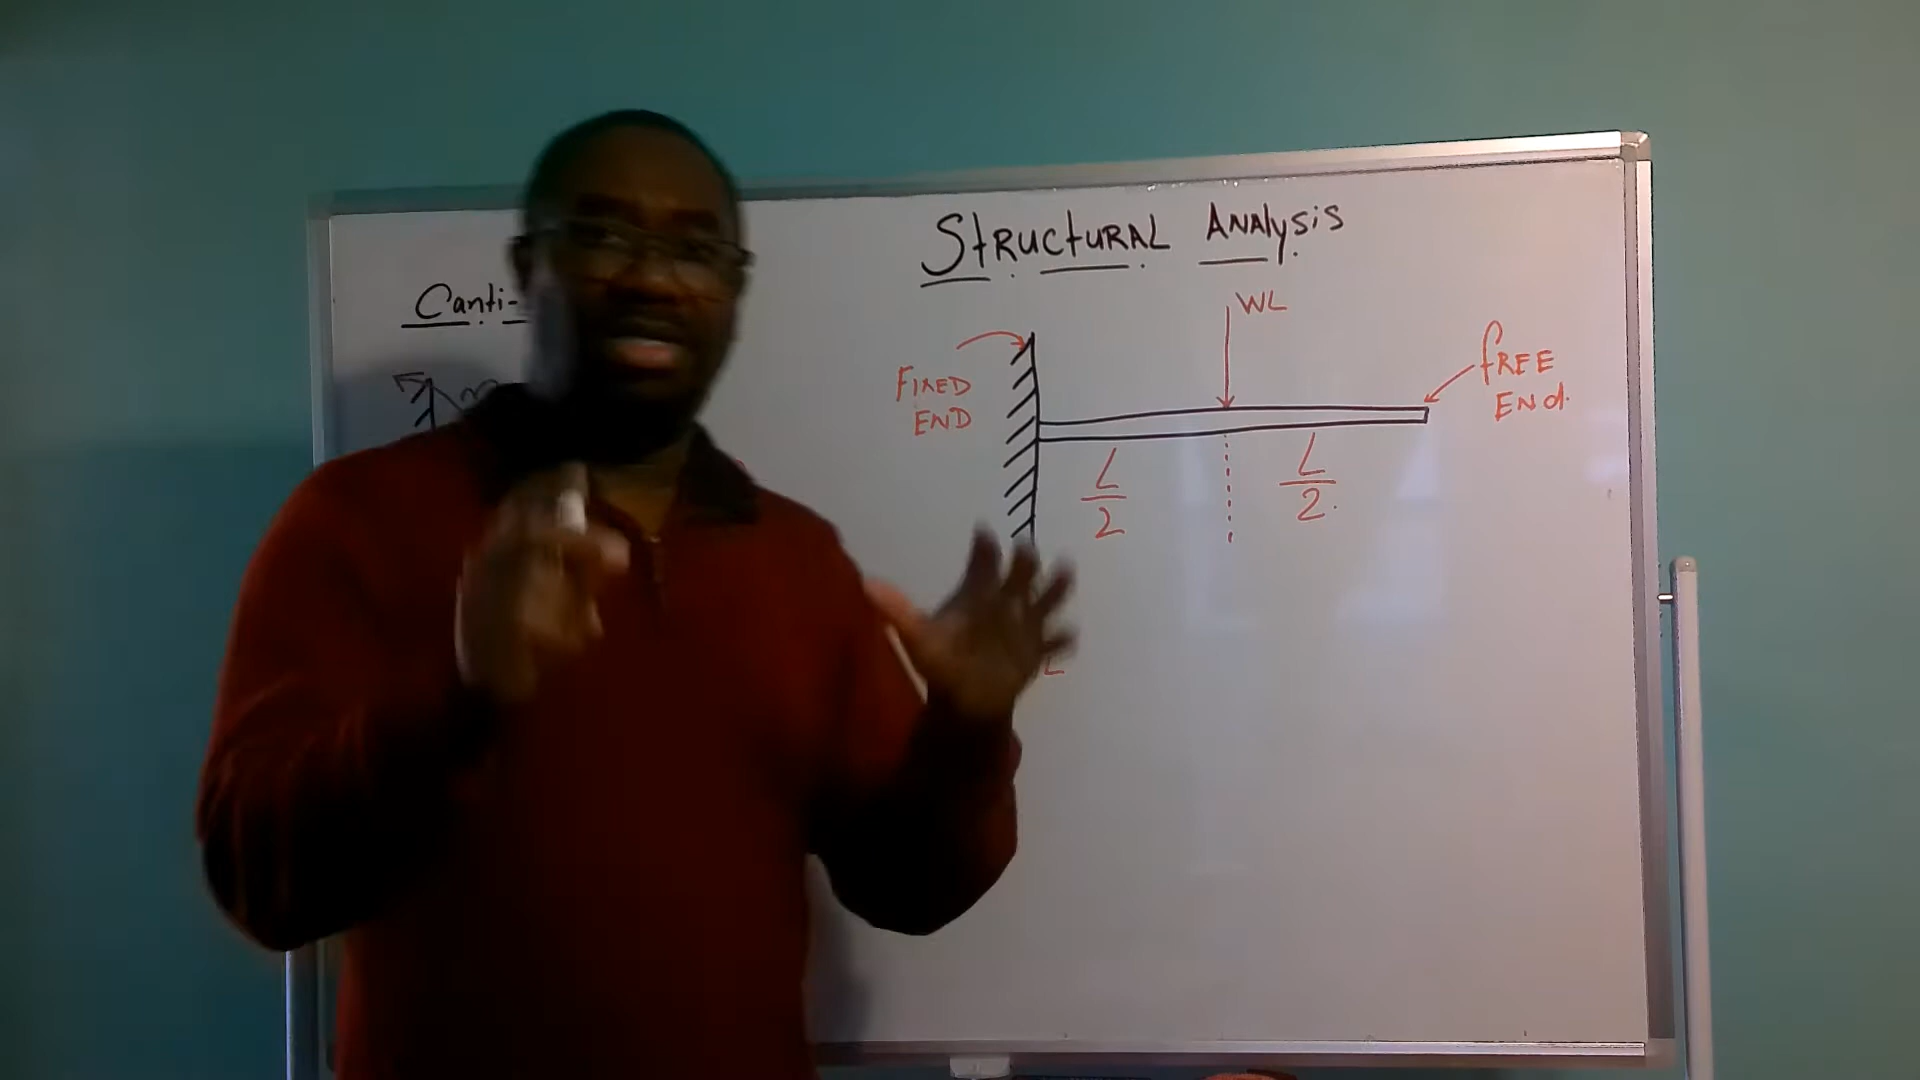 STRUCTURAL ANALYSIS
Canti-
WL
FIXED
END
FREE
END.
L
2
L
2.
L